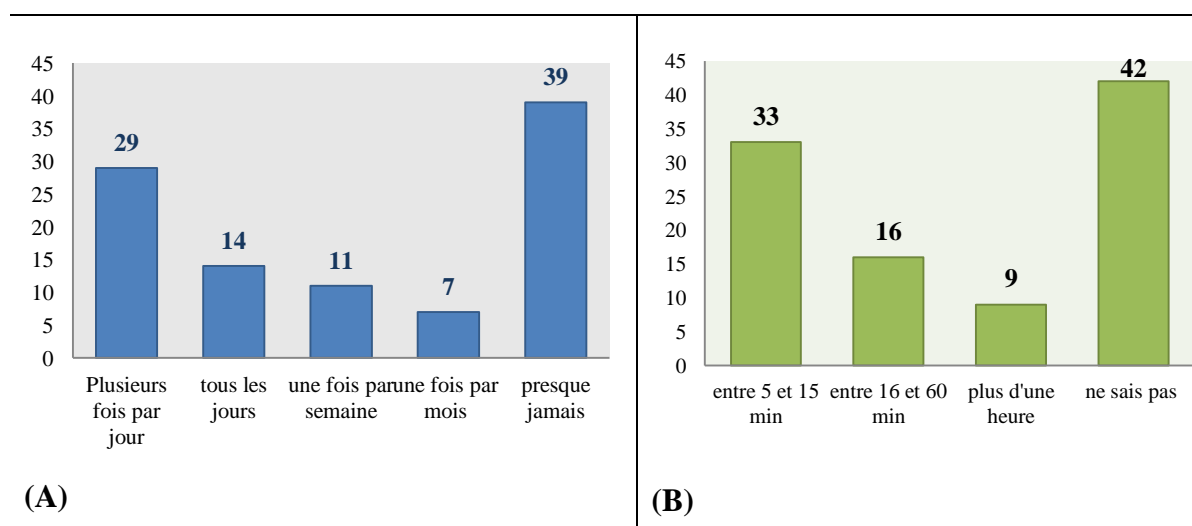 45
40
35
30
25
20
15
10
5
0
29
14
11
7
39
Plusieurs fois par jour
tous les jours
une fois par semaine
une fois par mois
presque jamais
(A)
45
40
35
30
25
20
15
10
5
0
33
16
9
42
entre 5 et 15 min
entre 16 et 60 min
plus d'une heure
ne sais pas
(B)